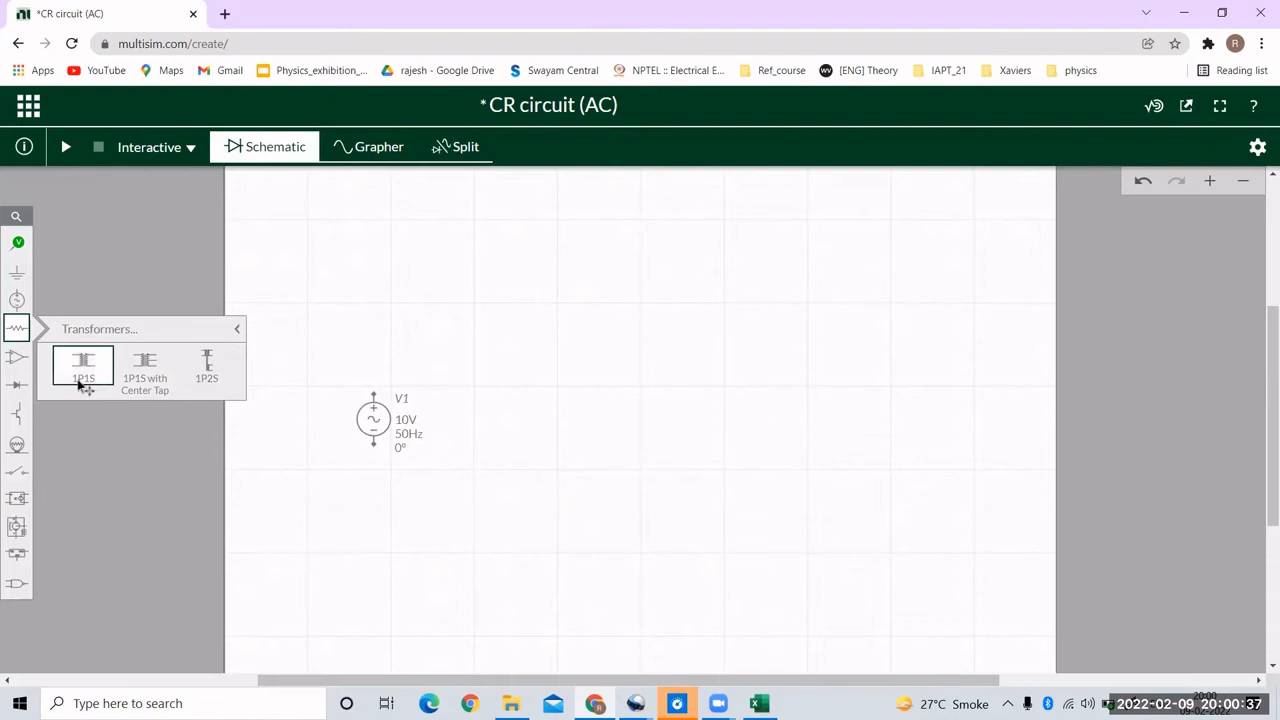 *CR circuit (AC)
multisim.com/create/
R
Apps
YouTube
Maps
Gmail
Physics_exhibition_...
rajesh - Google Drive
Swayam Central
NPTEL :: Electrical E...
Ref_course
[ENG] Theory
IAPT_21
Xaviers
physics
Reading list
*CR circuit (AC)
Interactive
Schematic
Grapher
Split
Transformers...
1P1S
1P1S with
Center Tap
1P2S
V1
10V
50Hz
0°
Type here to search
27°C Smoke
2022-02-09 20:00:37